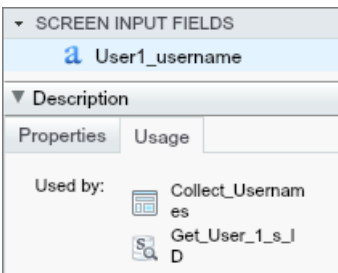 SCREEN INPUT FIELDS
a User1_username
Description
Properties Usage
Used by: Collect_Usernam
es
Get_User_1_s_I
D